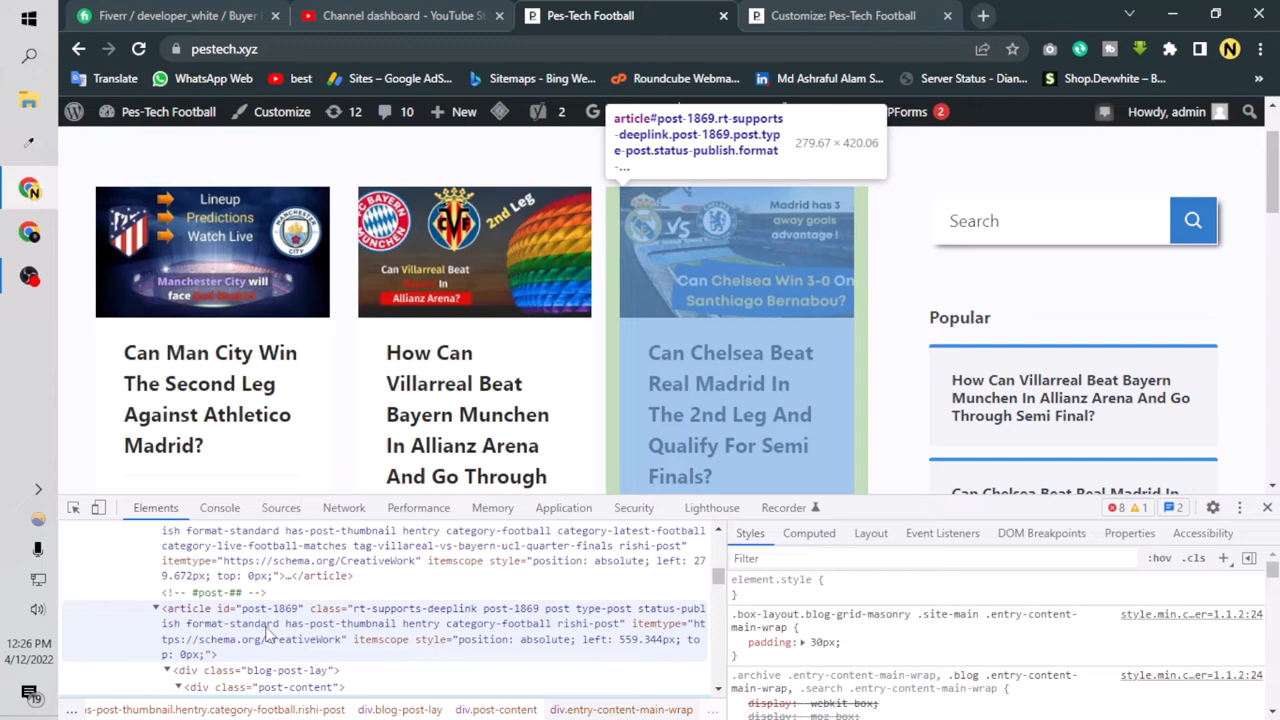 Fiverr / developer_white / Buyer
Channel dashboard - YouTube S
Pes-Tech Football
Customize: Pes-Tech Football
pestech.xyz
Translate
WhatsApp Web
best
Sites – Google AdS...
Sitemaps - Bing We...
Roundcube Webma...
Md Ashraful Alam S...
Server Status - Dian...
Shop.Devwhite – B...
Pes-Tech Football
Customize
12
10
New
2
PForms 2
Howdy, admin
article#post-1869.rt-supports
-deeplink.post-1869.post.typ
e-post.status-publish.format
-...
279.67 × 420.06
Lineup
Predictions
Watch Live
Manchester City will
face
FC BAYERN
MÜNCHEN
2nd Leg
Can Villarreal Beat
In
Allianz Arena?
VS
Madrid has 3
away goals
advantage !
Can Chelsea Win 3-0 On
Santhiago Bernabou?
Search
Can Man City Win
The Second Leg
Against Athletico
Madrid?
How Can
Villarreal Beat
Bayern Munchen
In Allianz Arena
And Go Through
Can Chelsea Beat
Real Madrid In
The 2nd Leg And
Qualify For Semi
Finals?
Popular
How Can Villarreal Beat Bayern
Munchen In Allianz Arena And Go
Through Semi Final?
Can Chelsea Beat Real Madrid In
Elements
Console
Sources
Network
Performance
Memory
Application
Security
Lighthouse
Recorder
8
1
2
ish format-standard has-post-thumbnail hentry category-football category-latest-football
category-live-football-matches tag-villareal-vs-bayern-ucl-quarter-finals rishi-post"
itemtype="https://schema.org/CreativeWork" itemscope style="position: absolute; left: 27
9.672px; top: 0px;">…</article>
<!-- #post-## -->
<article id="post-1869" class="rt-supports-deeplink post-1869 post type-post status-publ
ish format-standard has-post-thumbnail hentry category-football rishi-post" itemtype="ht
tps://schema.org/CreativeWork" itemscope style="position: absolute; left: 559.344px; to
p: 0px;">
<div class="blog-post-lay">
<div class="post-content">
... as-post-thumbnail.hentry.category-football.rishi-post div.blog-post-lay div.post-content div.entry-content-main-wrap ...
Styles
Computed
Layout
Event Listeners
DOM Breakpoints
Properties
Accessibility
Filter
:hov .cls
element.style {
.box-layout.blog-grid-masonry .site-main .entry-content-
main-wrap {
style.min.c…er=1.1.2:24
padding: 30px;
}
.archive .entry-content-main-wrap, .blog .entry-content-
main-wrap, .search .entry-content-main-wrap {
style.min.c…er=1.1.2:24
display: webkit box;
display: moz box;
12:26 PM
4/12/2022
19